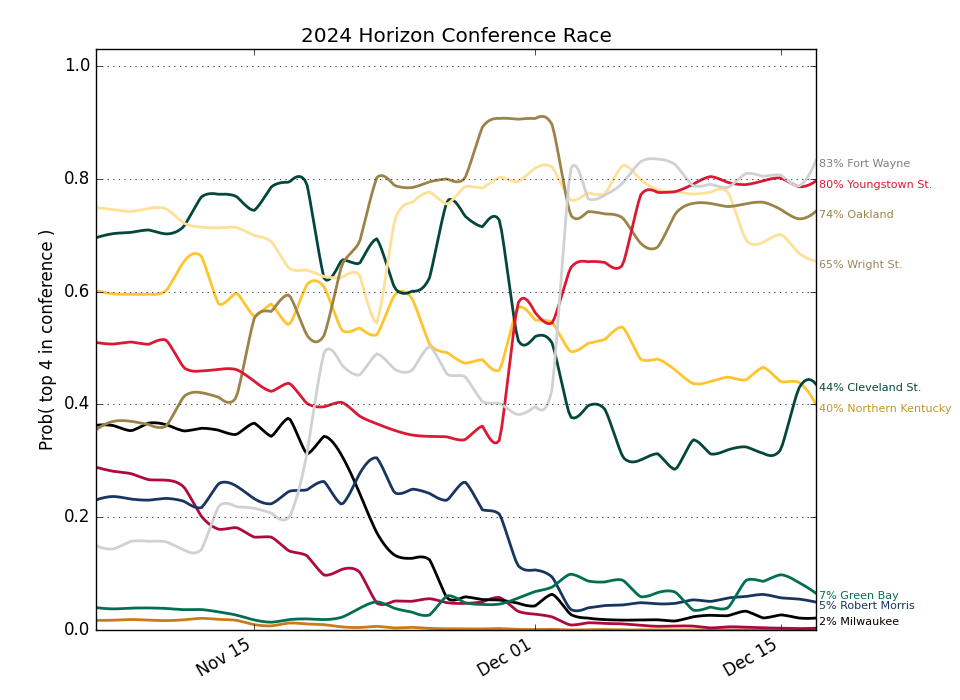 2024 Horizon Conference Race
Prob( top 4 in conference )
1.0
0.8
0.6
0.4
0.2
0.0
Nov 15
Dec 01
Dec 15
83% Fort Wayne
80% Youngstown St.
74% Oakland
65% Wright St.
44% Cleveland St.
40% Northern Kentucky
7% Green Bay
5% Robert Morris
2% Milwaukee